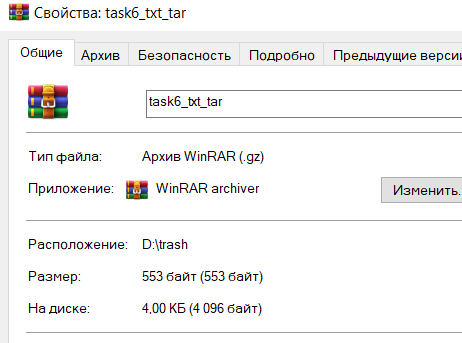 Свойства: task6_txt_tar
Общие Архив Безопасность Подробно Предыдущие версии
task6_txt_tar
Тип файла: Архив WinRAR (.gz)
Приложение: WinRAR archiver Изменить.
Расположение: D:\trash
Размер: 553 байт (553 байт)
На диске: 4,00 КБ (4 096 байт)